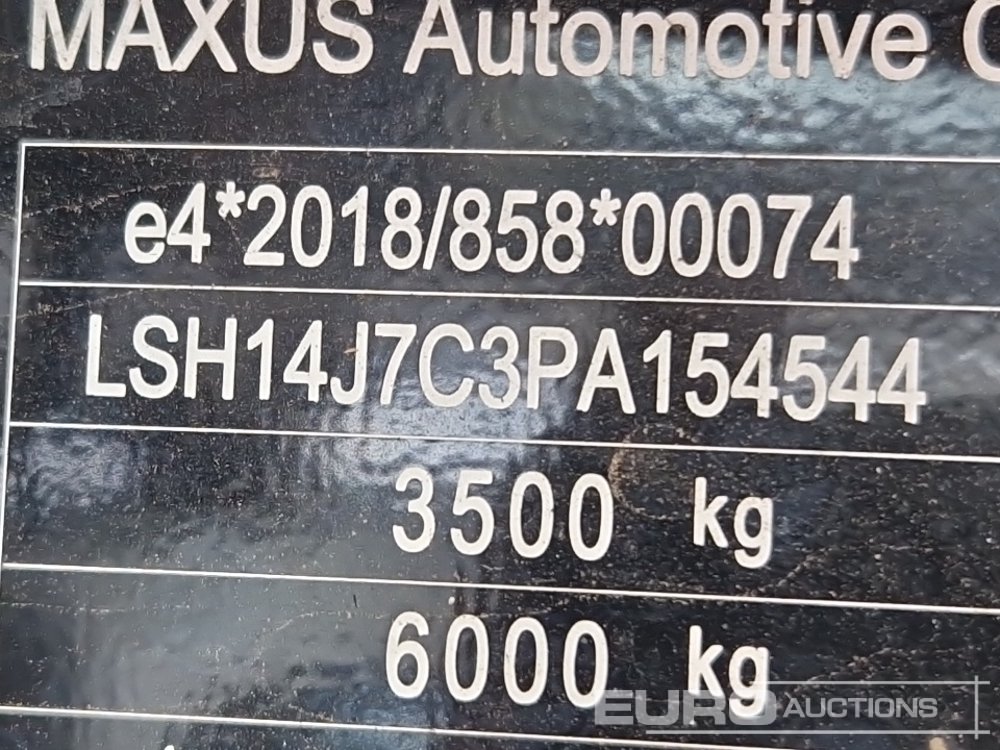 MAXUS Automotive C
e4*2018/858*00074
LSH14J7C3PA154544
3500 kg
6000 kg
EURO AUCTIONS